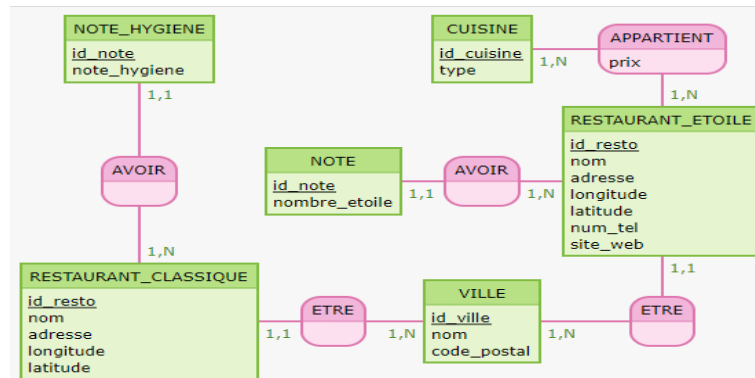 NOTE_HYGIENE
id_note
note_hygiene
1,1
AVOIR
1,N
RESTAURANT_CLASSIQUE
id_resto
nom
adresse
longitude
latitude
1,1
ETRE
1,N
VILLE
id_ville
nom
code_postal
1,N
ETRE
1,1
CUISINE
id_cuisine
type
1,N
APPARTIENT
prix
1,N
RESTAURANT_ETOILE
id_resto
nom
adresse
longitude
latitude
num_tel
site_web
NOTE
id_note
nombre_etoile
1,1
AVOIR
1,N